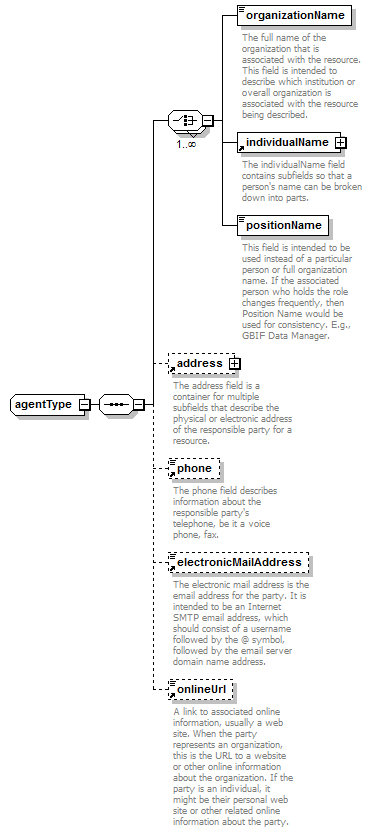 organizationName
The full name of the
organization that is
associated with the resource.
This field is intended to
describe which institution or
overall organization is
associated with the resource
being described.
1..∞
individualName
The individualName field
contains subfields so that a
person's name can be broken
down into parts.
positionName
This field is intended to be
used instead of a particular
person or full organization
name. If the associated
person who holds the role
changes frequently, then
Position Name would be
used for consistency. E.g.,
GBIF Data Manager.
address
The address field is a
container for multiple
subfields that describe the
physical or electronic address
of the responsible party for a
resource.
agentType
phone
The phone field describes
information about the
responsible party's
telephone, be it a voice
phone, fax.
electronicMailAddress
The electronic mail address is the
email address for the party. It is
intended to be an Internet
SMTP email address, which
should consist of a username
followed by the @ symbol,
followed by the email server
domain name address.
onlineUrl
A link to associated online
information, usually a web
site. When the party
represents an organization,
this is the URL to a website
or other online information
about the organization. If the
party is an individual, it
might be their personal web
site or other related online
information about the party.